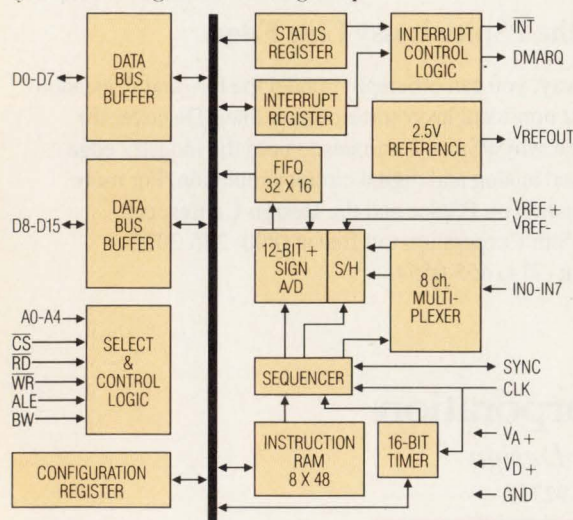 D0-D7
DATA
BUS
BUFFER
D8-D15
DATA
BUS
BUFFER
A0-A4
CS
RD
WR
ALE
BW
SELECT
&
CONTROL
LOGIC
CONFIGURATION
REGISTER
STATUS
REGISTER
INTERRUPT
REGISTER
INTERRUPT
CONTROL
LOGIC
INT
DMARQ
2.5V
REFERENCE
VREFOUT
FIFO
32 X 16
VREF+
VREF-
12-BIT +
SIGN
A/D
S/H
8 ch.
MULTI-
PLEXER
IN0-IN7
SEQUENCER
SYNC
CLK
INSTRUCTION
RAM
8 X 48
16-BIT
TIMER
VA+
VD+
GND